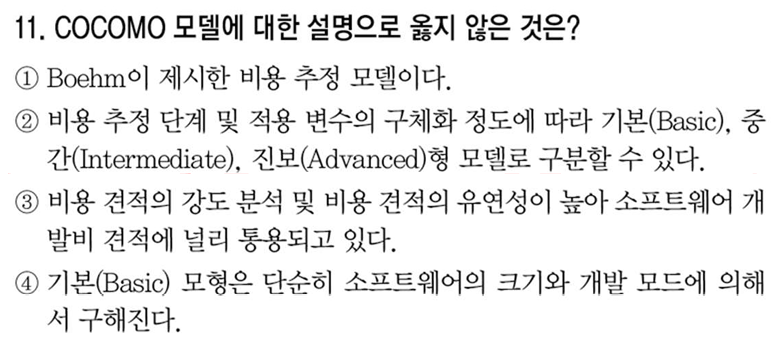 11. COCOMO 모델에 대한 설명으로 옳지 않은 것은?
① Boehm이 제시한 비용 추정 모델이다.
② 비용 추정 단계 및 적용 변수의 구체화 정도에 따라 기본(Basic), 중
간(Intermediate), 진보(Advanced)형 모델로 구분할 수 있다.
③ 비용 견적의 강도 분석 및 비용 견적의 유연성이 높아 소프트웨어 개
발비 견적에 널리 통용되고 있다.
④ 기본(Basic) 모형은 단순히 소프트웨어의 크기와 개발 모드에 의해
서 구해진다.